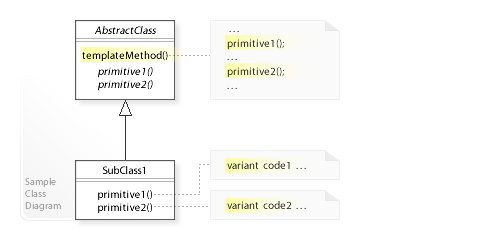 AbstractClass
templateMethod()
primitive1()
primitive2()
...
primitive1();
...
primitive2();
...
SubClass1
primitive1()
primitive2()
variant code1 ...
variant code2 ...
Sample
Class
Diagram